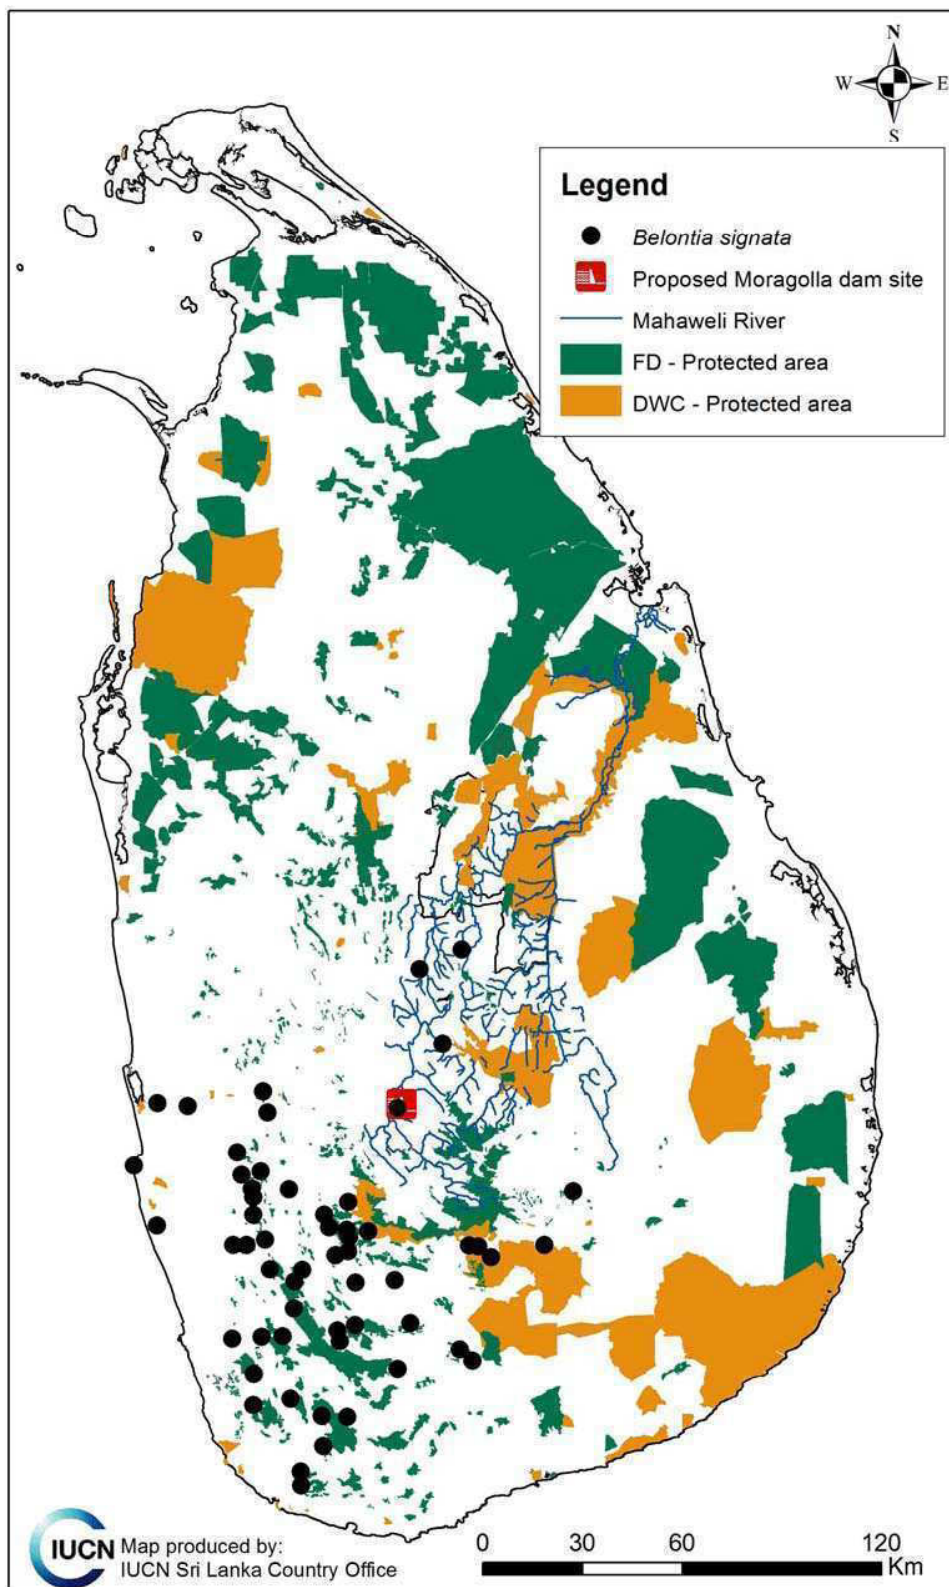 N
W E
S
Legend
Belontia signata
Proposed Moragolla dam site
Mahaweli River
FD - Protected area
DWC - Protected area
IUCN
Map produced by:
IUCN Sri Lanka Country Office
0 30 60 120
Km